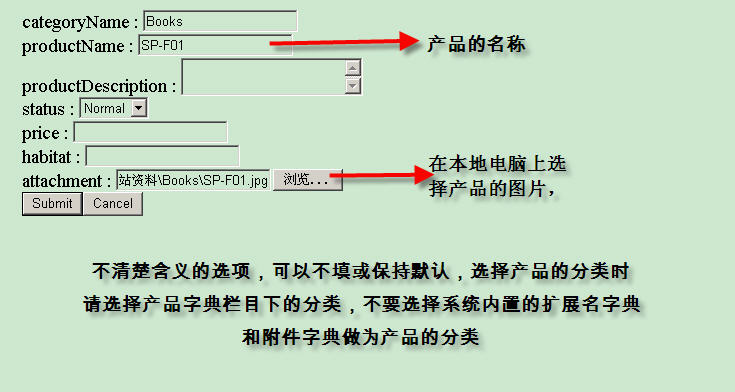 categoryName : Books
productName : SP-F01
产品的名称
productDescription :
status : Normal
price :
habitat :
在本地电脑上选
择产品的图片，
attachment : 站资料\Books\SP-F01.jpg 浏览...
Submit Cancel
不清楚含义的选项，可以不填或保持默认，选择产品的分类时
请选择产品字典栏目下的分类，不要选择系统内置的扩展名字典
和附件字典做为产品的分类